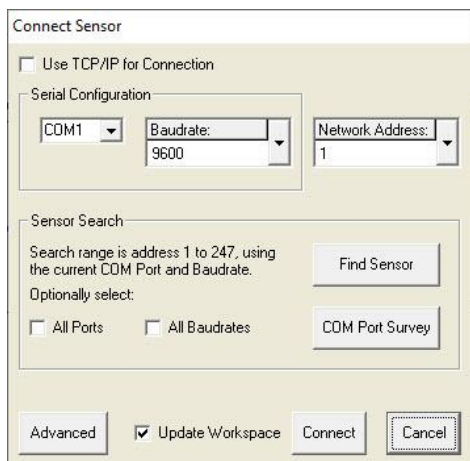 Connect Sensor
Use TCP/IP for Connection
Serial Configuration
COM1
Baudrate:
9600
Network Address:
1
Sensor Search
Search range is address 1 to 247, using
the current COM Port and Baudrate.
Optionally select:
All Ports
All Baudrates
Find Sensor
COM Port Survey
Advanced
Update Workspace
Connect
Cancel